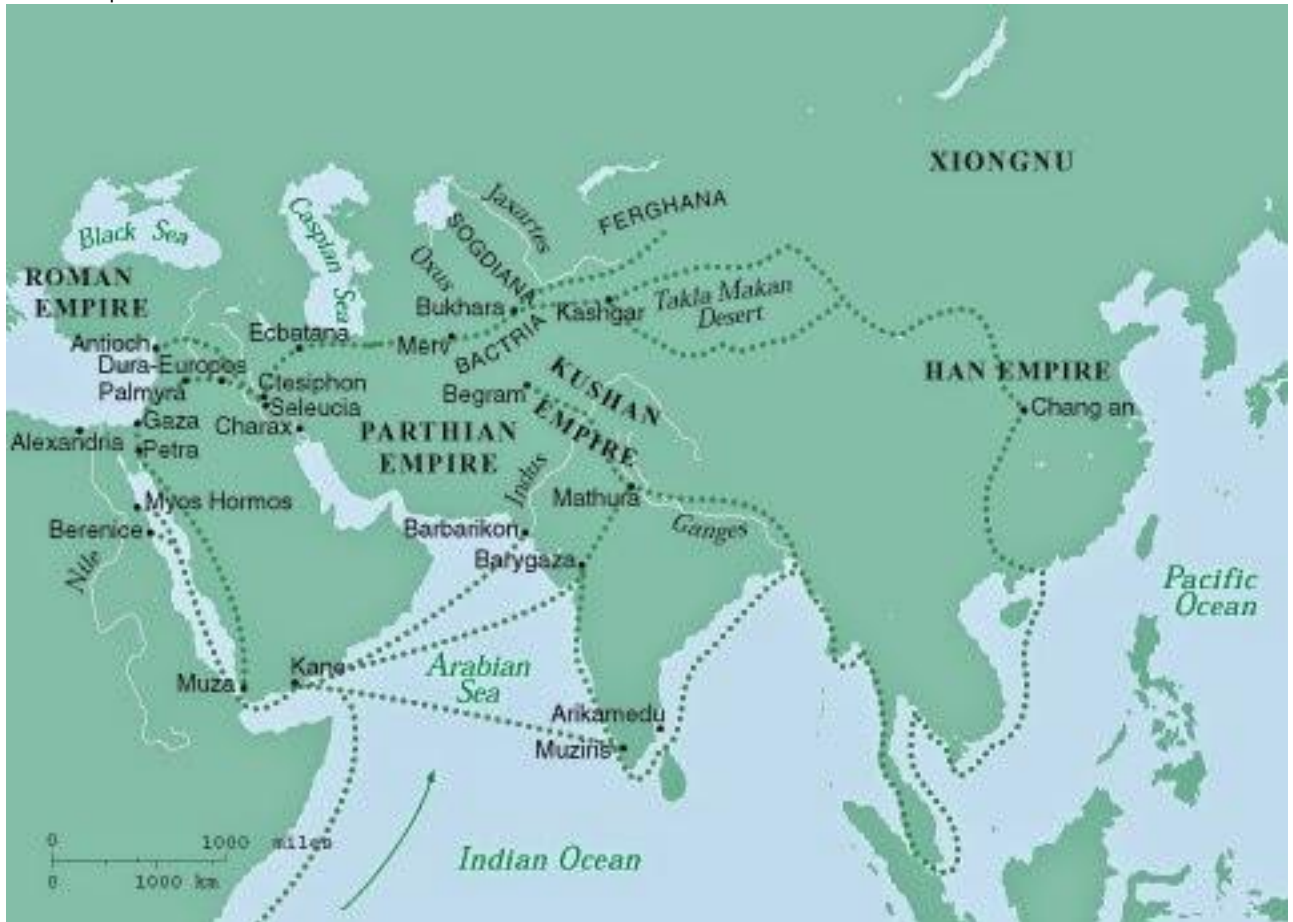 XIONGNU
Jaxartes
FERGHANA
Black Sea
Caspian Sea
SOGDIANA
Oxus
ROMAN
EMPIRE
Bukhara
Kashgar
Takla Makan
Desert
Antioch
Ecbatana
Merv
BACTRIA
Dura-Europos
Palmyra
Ctesiphon
Seleucia
Begram
KUSHAN
EMPIRE
HAN EMPIRE
Chang an
Gaza
Charax
Alexandria
Petra
PARTHIAN
EMPIRE
Indus
Mathura
Myos Hormos
Berenice
Barbarikon
Ganges
Nile
Barygaza
Pacific
Ocean
Kane
Muza
Arabian
Sea
Arikamedu
Muziris
0 1000 miles
0 1000 km
Indian Ocean